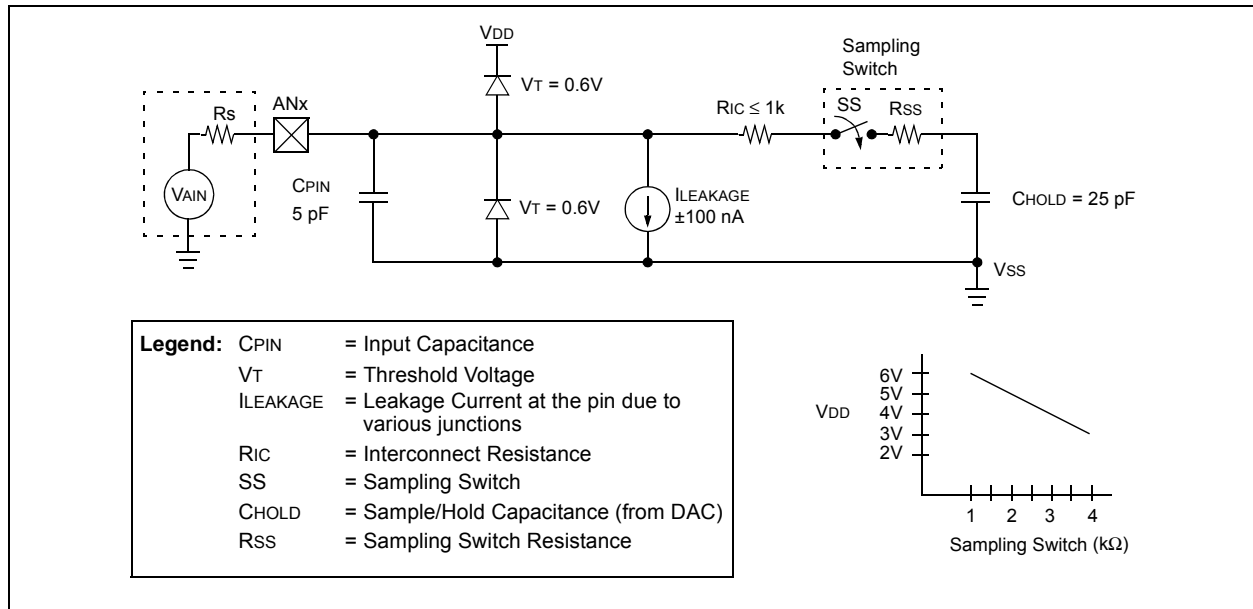 VDD
VT = 0.6V
Sampling
Switch
ANx
Rs
RIC ≤ 1k
SS
RSS
VAIN
CPIN
5 pF
VT = 0.6V
ILEAKAGE
±100 nA
CHOLD = 25 pF
VSS
Legend: CPIN = Input Capacitance
VT = Threshold Voltage
ILEAKAGE = Leakage Current at the pin due to
various junctions
RIC = Interconnect Resistance
SS = Sampling Switch
CHOLD = Sample/Hold Capacitance (from DAC)
RSS = Sampling Switch Resistance
VDD
6V
5V
4V
3V
2V
1 2 3 4
Sampling Switch (kΩ)